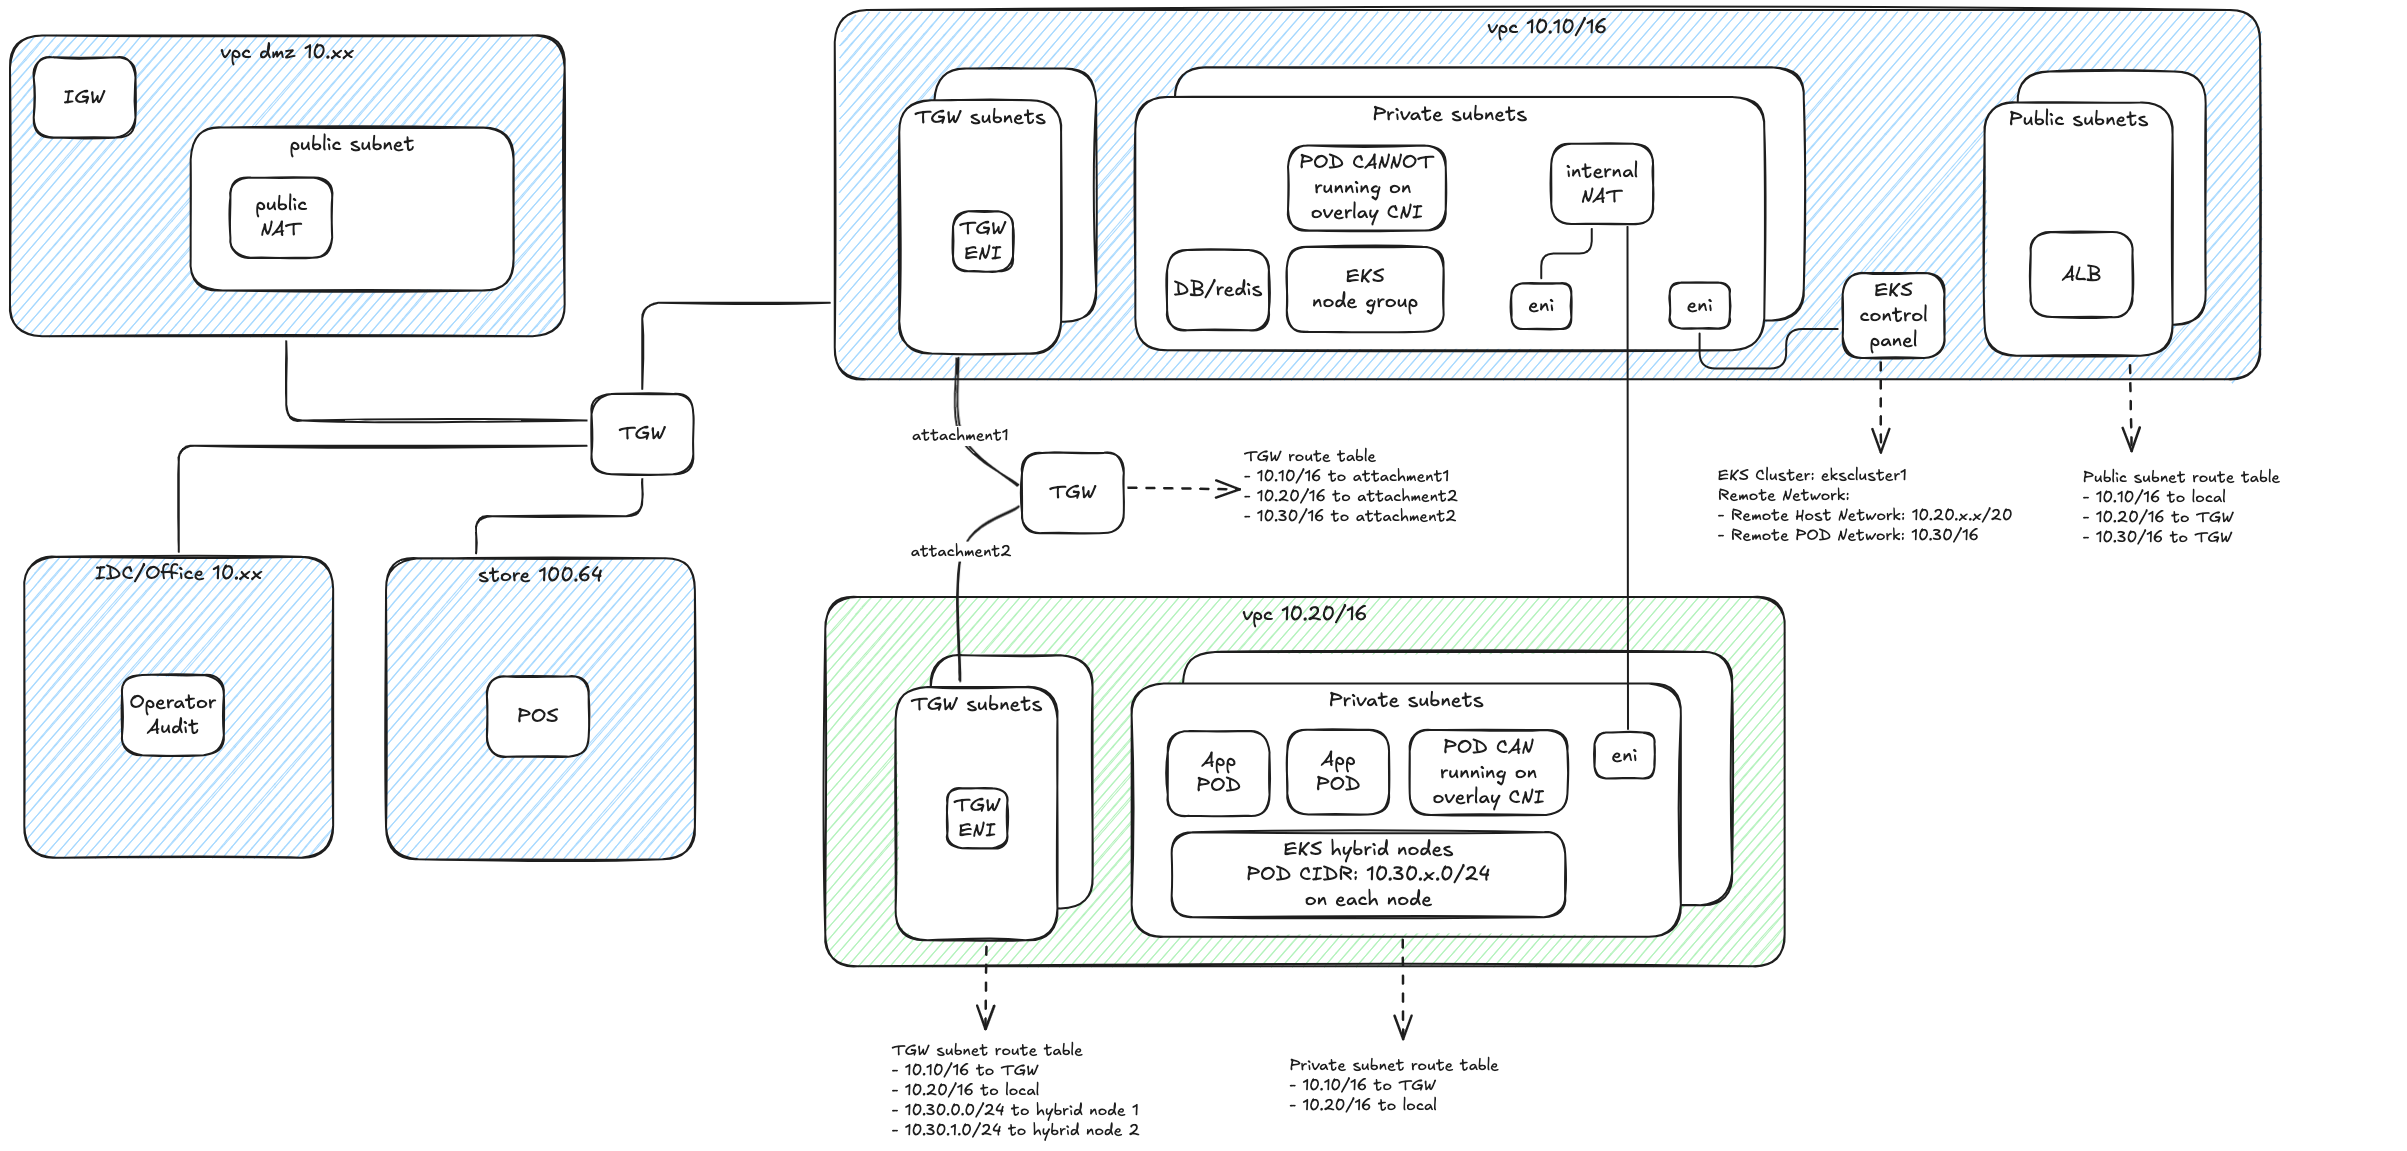 vpc dmz 10.xx
IGW
public subnet
public
NAT
vpc 10.10/16
TGW subnets
TGW
ENI
Private subnets
POD CANNOT
running on
overlay CNI
internal
NAT
DB/redis
EKS
node group
eni
eni
EKS
control
panel
Public subnets
ALB
TGW
attachment1
TGW
attachment2
TGW route table
- 10.10/16 to attachment1
- 10.20/16 to attachment2
- 10.30/16 to attachment2
EKS Cluster: ekscluster1
Remote Network:
- Remote Host Network: 10.20.x.x/20
- Remote POD Network: 10.30/16
Public subnet route table
- 10.10/16 to local
- 10.20/16 to TGW
- 10.30/16 to TGW
IDC/Office 10.xx
Operator
Audit
store 100.64
POS
vpc 10.20/16
TGW subnets
TGW
ENI
Private subnets
App
POD
App
POD
POD CAN
running on
overlay CNI
eni
EKS hybrid nodes
POD CIDR: 10.30.x.0/24
on each node
TGW subnet route table
- 10.10/16 to TGW
- 10.20/16 to local
- 10.30.0.0/24 to hybrid node 1
- 10.30.1.0/24 to hybrid node 2
Private subnet route table
- 10.10/16 to TGW
- 10.20/16 to local